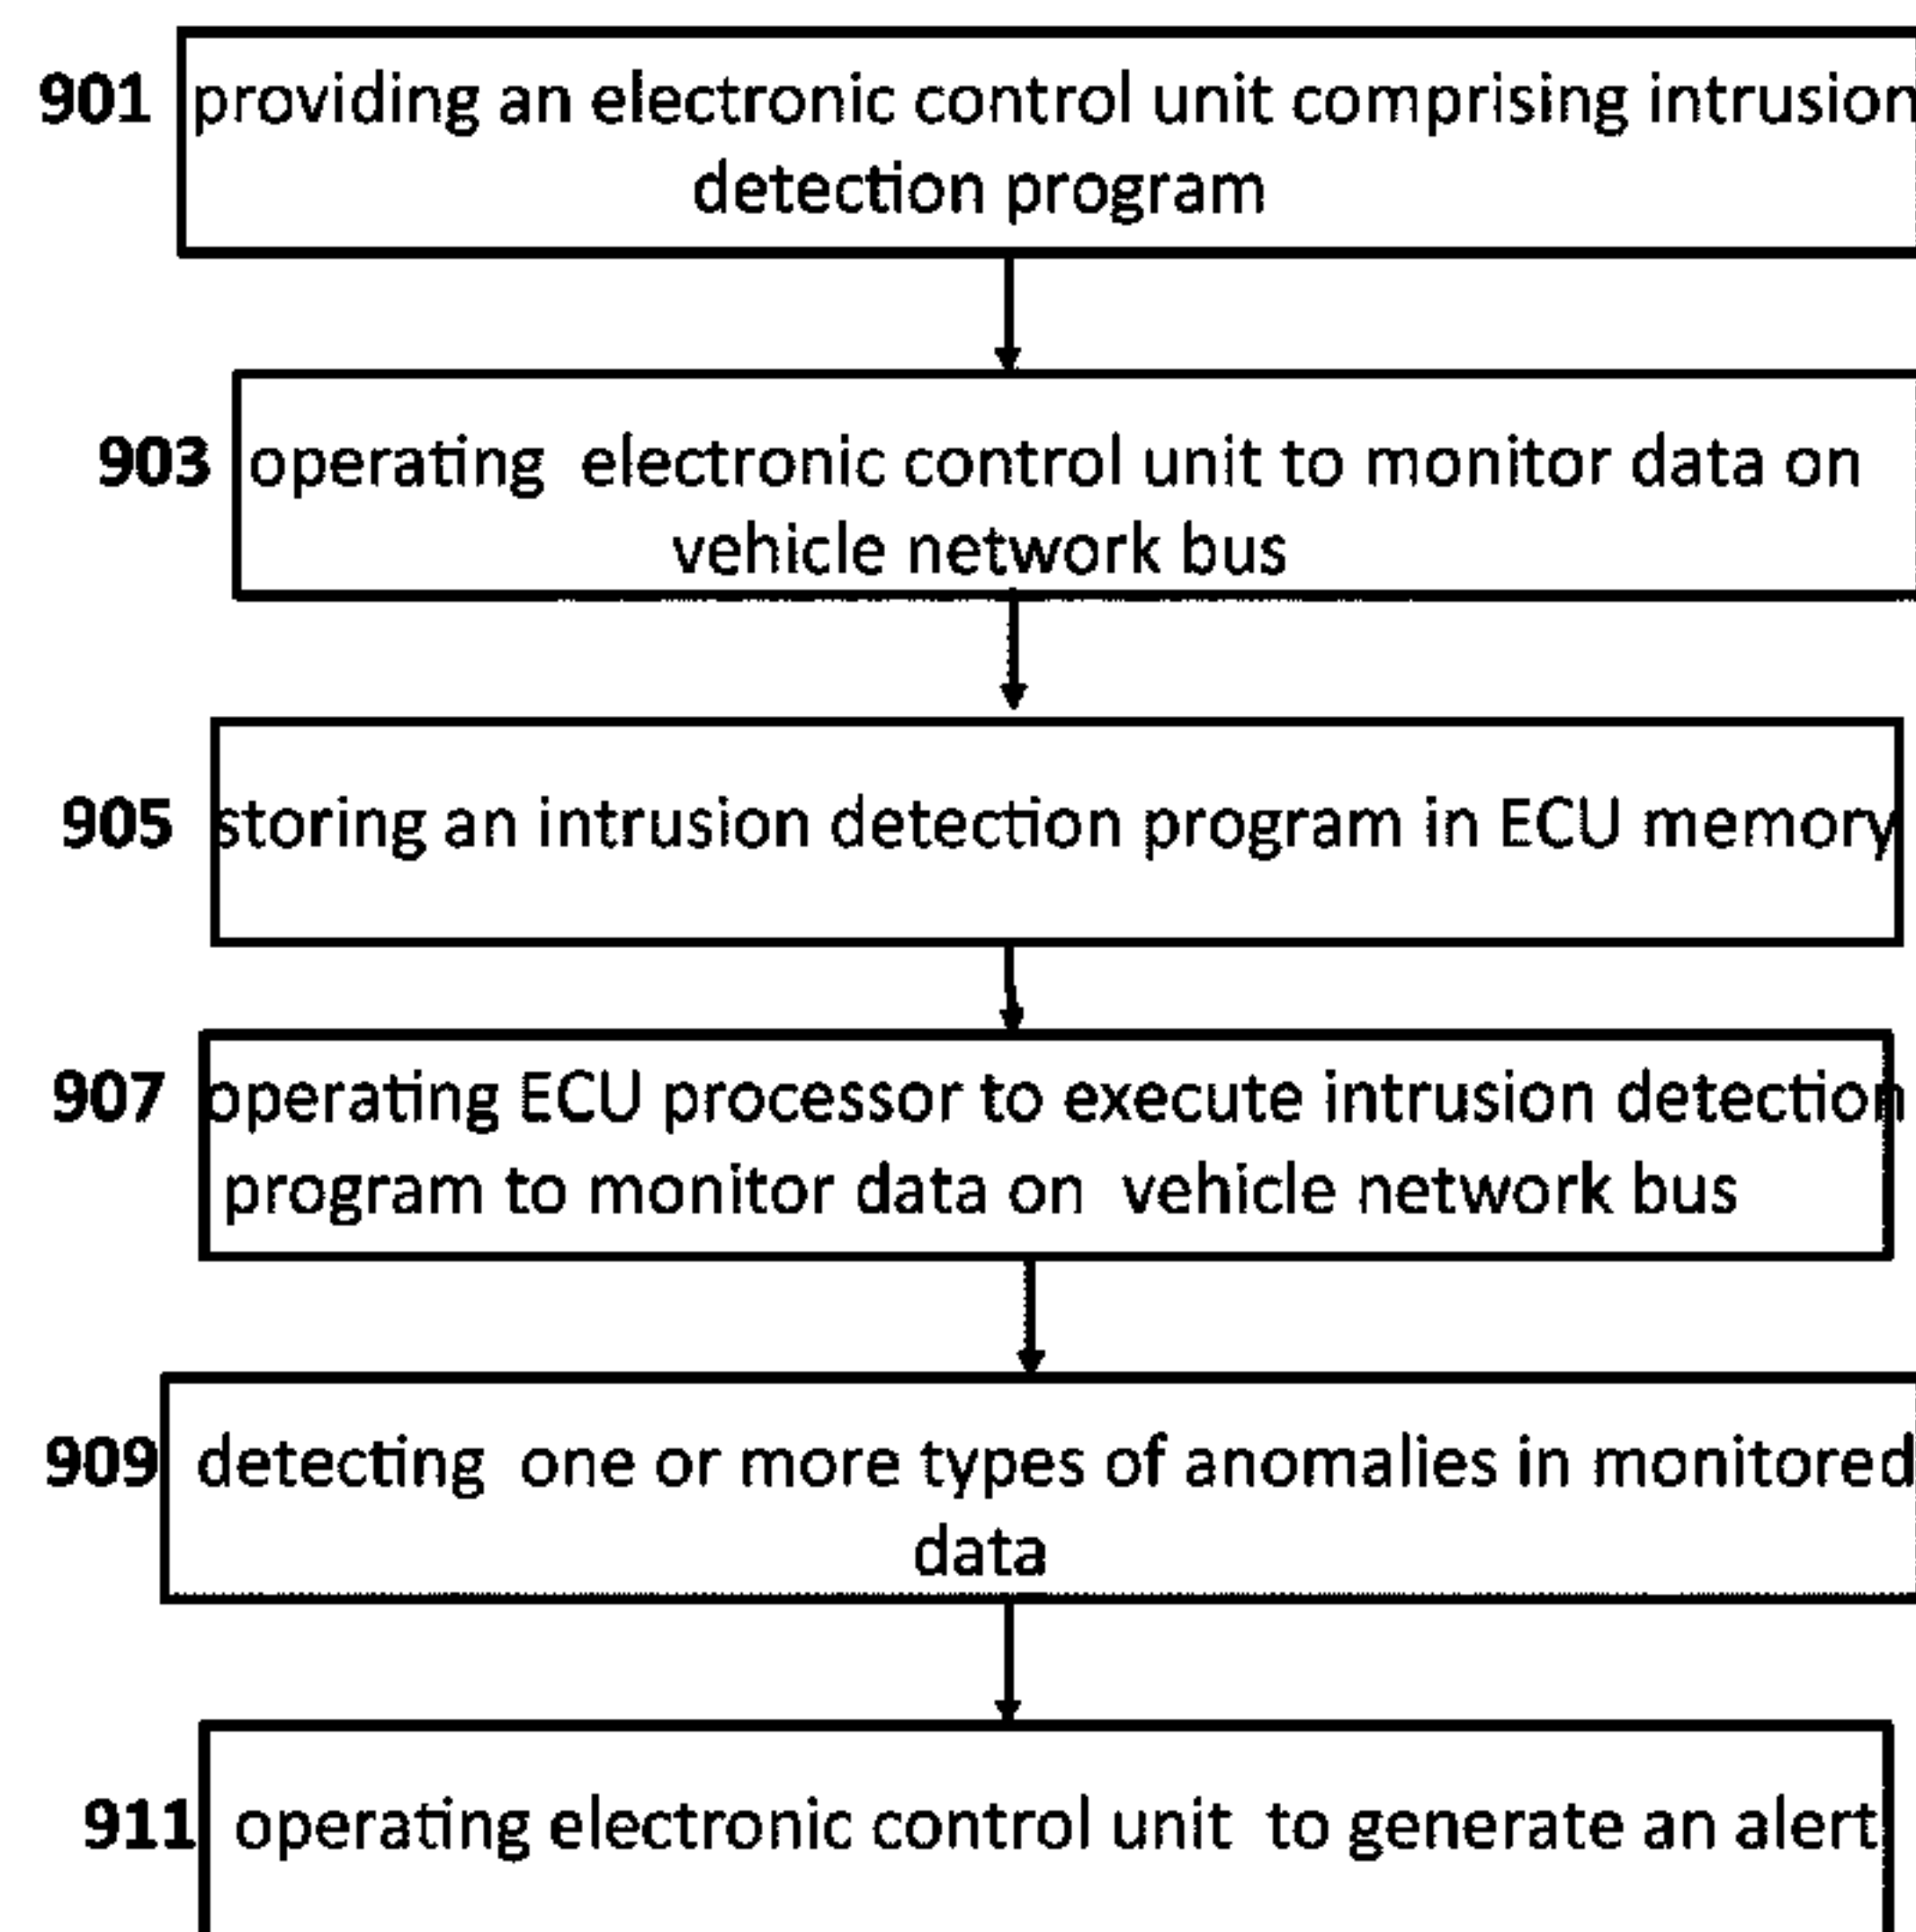 901 providing an electronic control unit comprising intrusion
detection program
903 operating electronic control unit to monitor data on
vehicle network bus
905 storing an intrusion detection program in ECU memory
907 operating ECU processor to execute intrusion detection
program to monitor data on vehicle network bus
909 detecting one or more types of anomalies in monitored
data
911 operating electronic control unit to generate an alert